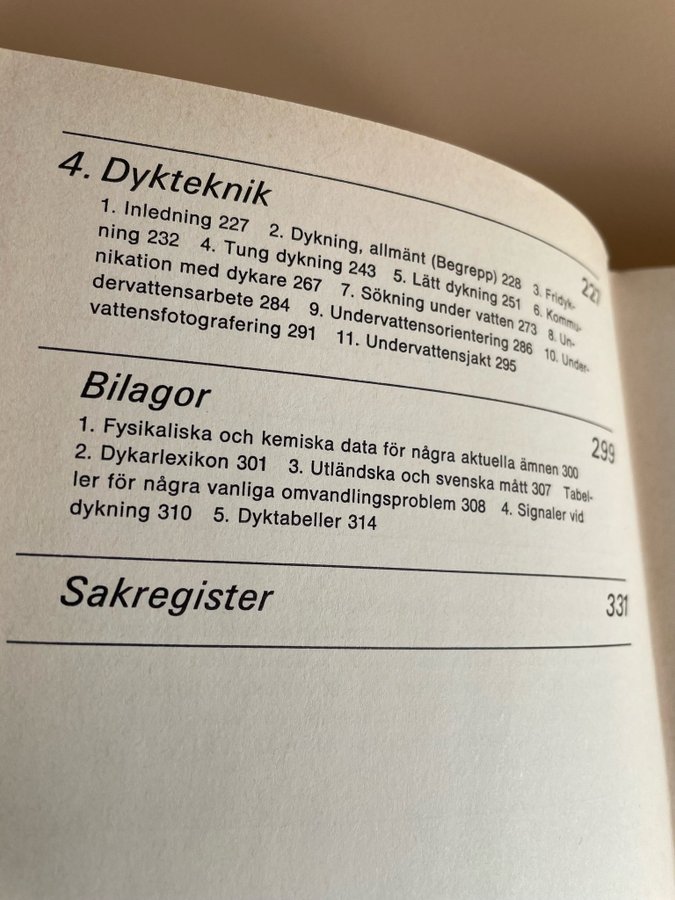 4. Dykteknik 227
1. Inledning 227 2. Dykning, allmänt (Begrepp) 228 3. Fridyk-
ning 232 4. Tung dykning 243 5. Lätt dykning 251 6. Kommu-
nikation med dykare 267 7. Sökning under vatten 273 8. Un-
dervattensarbete 284 9. Undervattensorientering 286 10. Under-
vattensfotografering 291 11. Undervattensjakt 295
Bilagor 299
1. Fysikaliska och kemiska data för några aktuella ämnen 300
2. Dykarlexikon 301 3. Utländska och svenska mått 307 Tabel-
ler för några vanliga omvandlingsproblem 308 4. Signaler vid
dykning 310 5. Dyktabeller 314
Sakregister 331